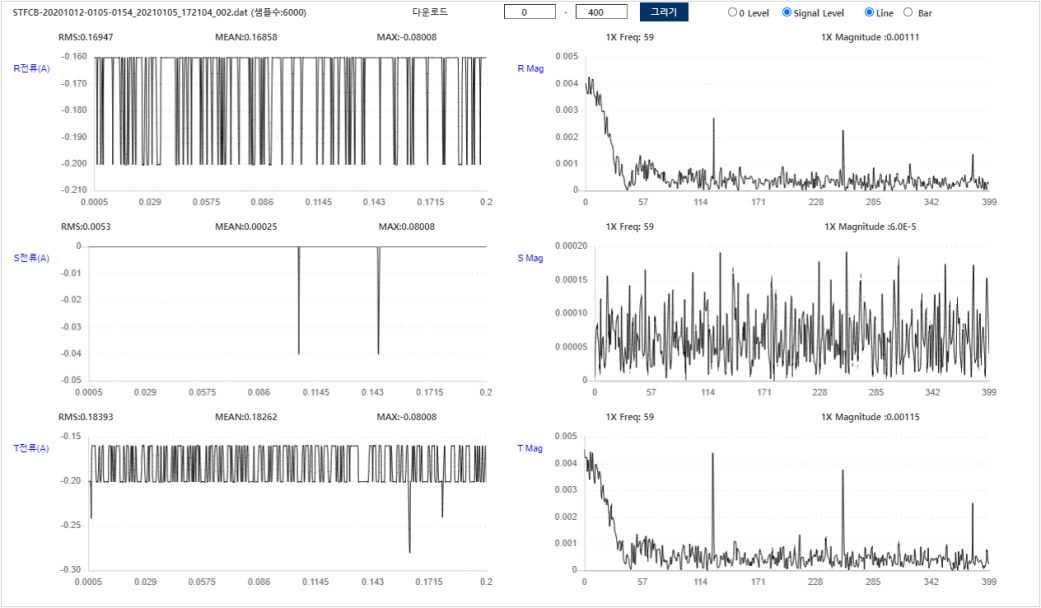 STFCB-20201012-0105-0154_20210105_172104_002.dat (샘플수:6000) 다운로드 0 - 400 그리기 0 Level Signal Level Line Bar
RMS:0.16947 MEAN:0.16858 MAX:-0.08008 1X Freq: 59 1X Magnitude :0.00111
R전류(A)
-0.160
-0.170
-0.180
-0.190
-0.200
-0.210
0.0005 0.029 0.0575 0.086 0.1145 0.143 0.1715 0.2
R Mag
0.005
0.004
0.003
0.002
0.001
0
0 57 114 171 228 285 342 399
RMS:0.0053 MEAN:0.00025 MAX:0.08008 1X Freq: 59 1X Magnitude :6.0E-5
S전류(A)
0
-0.01
-0.02
-0.03
-0.04
-0.05
0.0005 0.029 0.0575 0.086 0.1145 0.143 0.1715 0.2
S Mag
0.00020
0.00015
0.00010
0.00005
0
0 57 114 171 228 285 342 399
RMS:0.18393 MEAN:0.18262 MAX:-0.08008 1X Freq: 59 1X Magnitude :0.00115
T전류(A)
-0.15
-0.20
-0.25
-0.30
0.0005 0.029 0.0575 0.086 0.1145 0.143 0.1715 0.2
T Mag
0.005
0.004
0.003
0.002
0.001
0
0 57 114 171 228 285 342 399